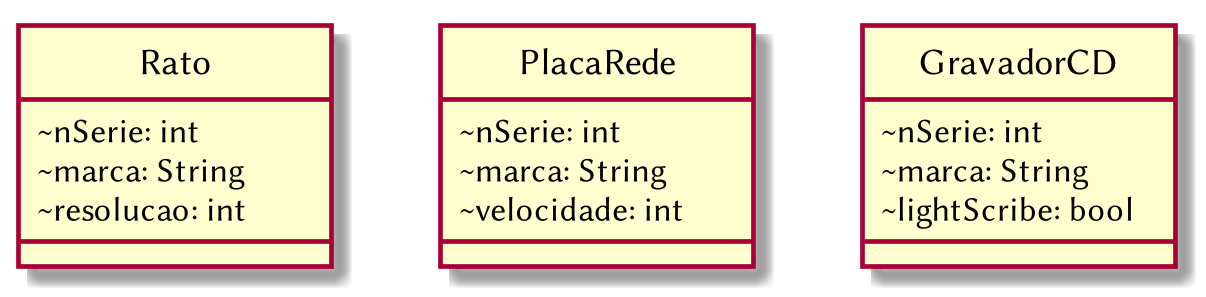 Rato
~nSerie: int
~marca: String
~resolucao: int
PlacaRede
~nSerie: int
~marca: String
~velocidade: int
GravadorCD
~nSerie: int
~marca: String
~lightScribe: bool